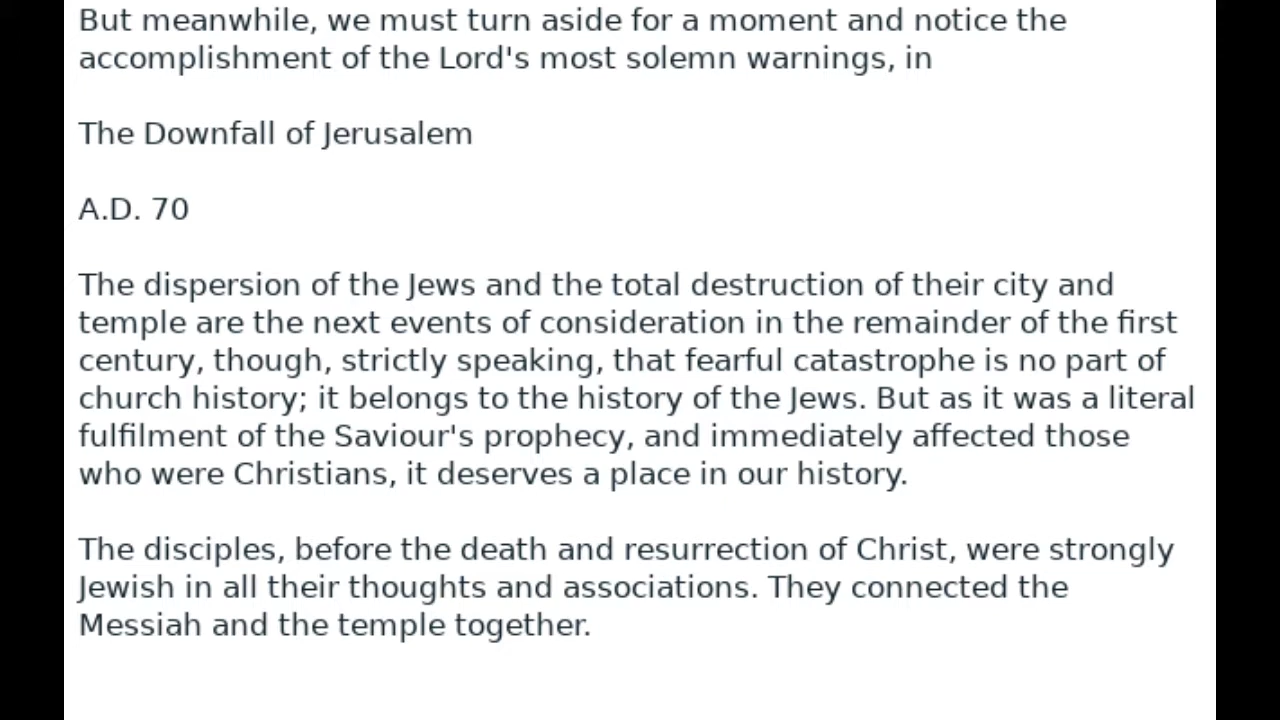 But meanwhile, we must turn aside for a moment and notice the
accomplishment of the Lord's most solemn warnings, in
The Downfall of Jerusalem
A.D. 70
The dispersion of the Jews and the total destruction of their city and
temple are the next events of consideration in the remainder of the first
century, though, strictly speaking, that fearful catastrophe is no part of
church history; it belongs to the history of the Jews. But as it was a literal
fulfilment of the Saviour's prophecy, and immediately affected those
who were Christians, it deserves a place in our history.
The disciples, before the death and resurrection of Christ, were strongly
Jewish in all their thoughts and associations. They connected the
Messiah and the temple together.